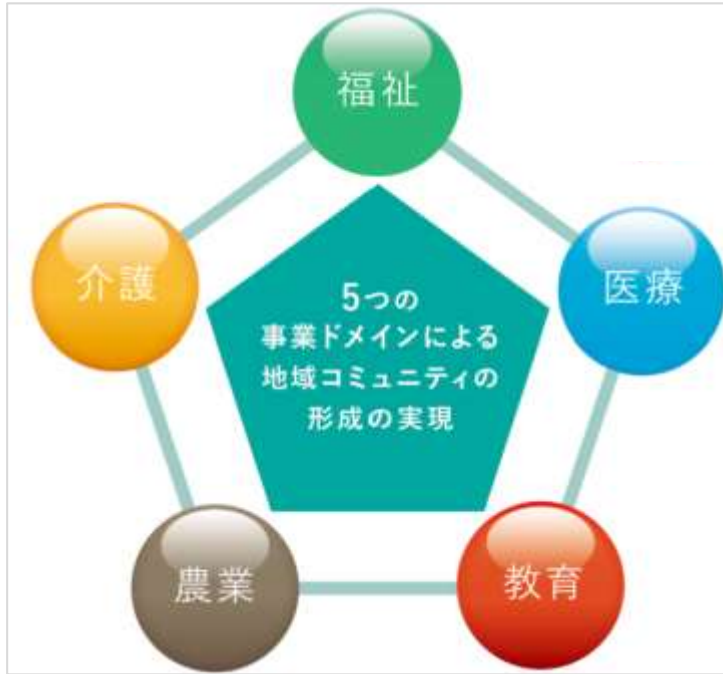 福祉
介護
医療
5つの
事業ドメインによる
地域コミュニティの
形成の実現
農業
教育